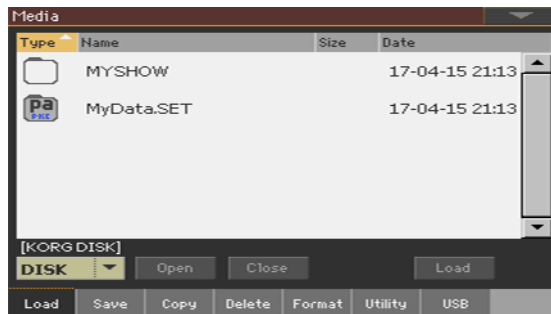 Media
Type Name Size Date
MYSHOW 17-04-15 21:13
Pa
PKG
MyData.SET 17-04-15 21:13
[KORG DISK]
DISK Open Close Load
Load Save Copy Delete Format Utility USB